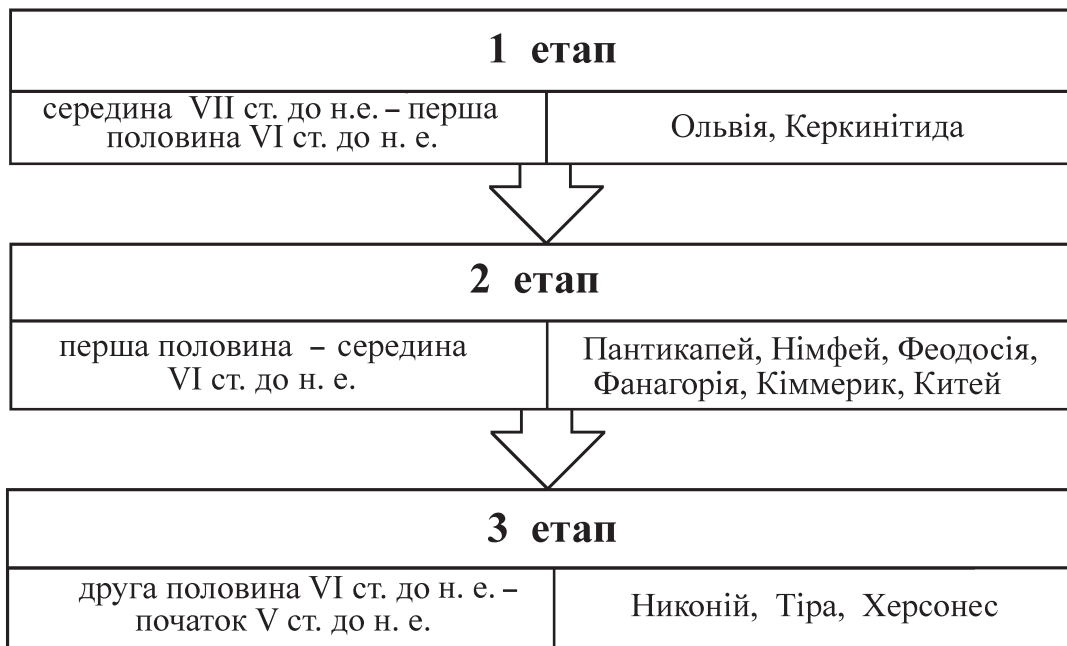 1 етап
середина VII ст. до н.е. – перша
половина VI ст. до н. е.
Ольвія, Керкинітида
2 етап
перша половина – середина
VI ст. до н. е.
Пантикапей, Німфей, Феодосія,
Фанагорія, Кіммерик, Китей
3 етап
друга половина VI ст. до н. е. –
початок V ст. до н. е.
Никоній, Тіра, Херсонес